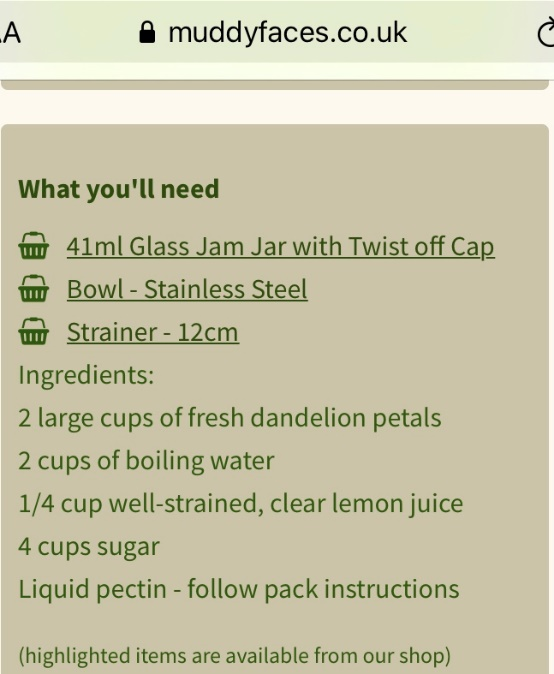 AA muddyfaces.co.uk
What you'll need
41ml Glass Jam Jar with Twist off Cap
Bowl - Stainless Steel
Strainer - 12cm
Ingredients:
2 large cups of fresh dandelion petals
2 cups of boiling water
1/4 cup well-strained, clear lemon juice
4 cups sugar
Liquid pectin - follow pack instructions
(highlighted items are available from our shop)